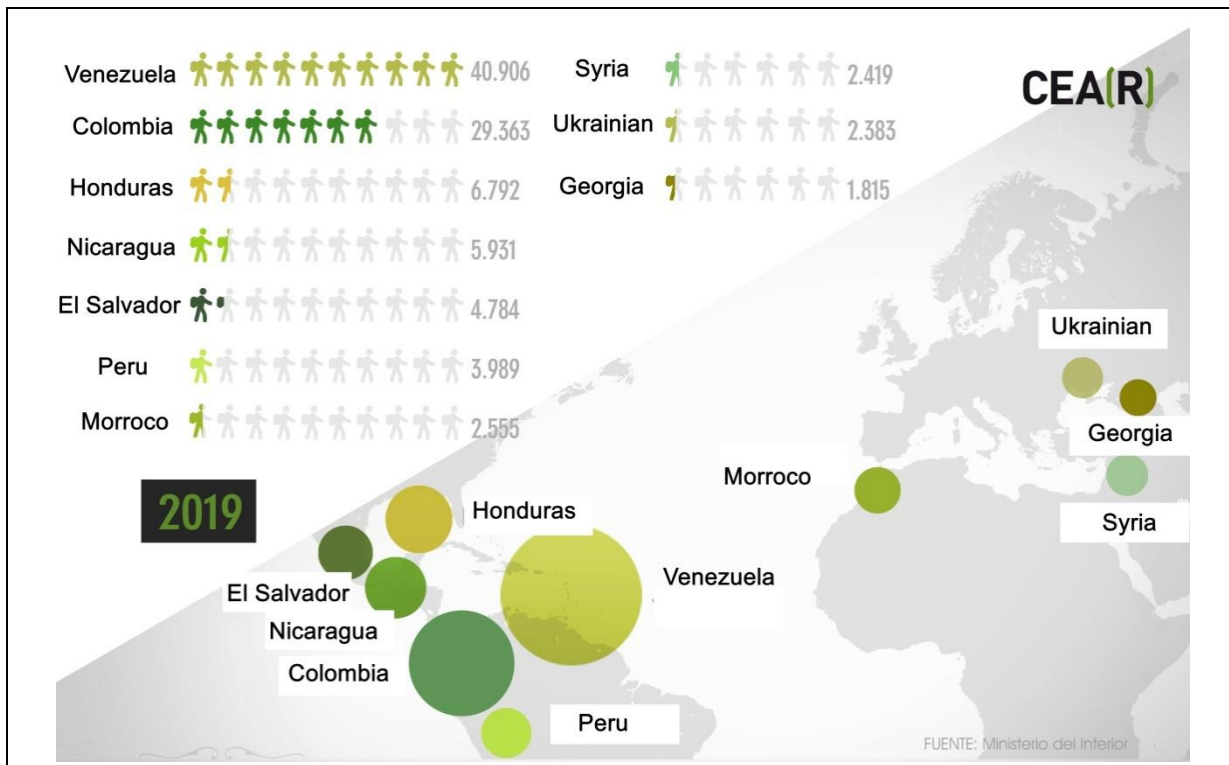 Venezuela 40.906
Colombia 29.363
Honduras 6.792
Nicaragua 5.931
El Salvador 4.784
Peru 3.989
Morroco 2.555
Syria 2.419
Ukrainian 2.383
Georgia 1.815
CEA(R)
2019
Ukrainian
Georgia
Syria
Morroco
Honduras
Venezuela
El Salvador
Nicaragua
Colombia
Peru
FUENTE: Ministerio del Interior